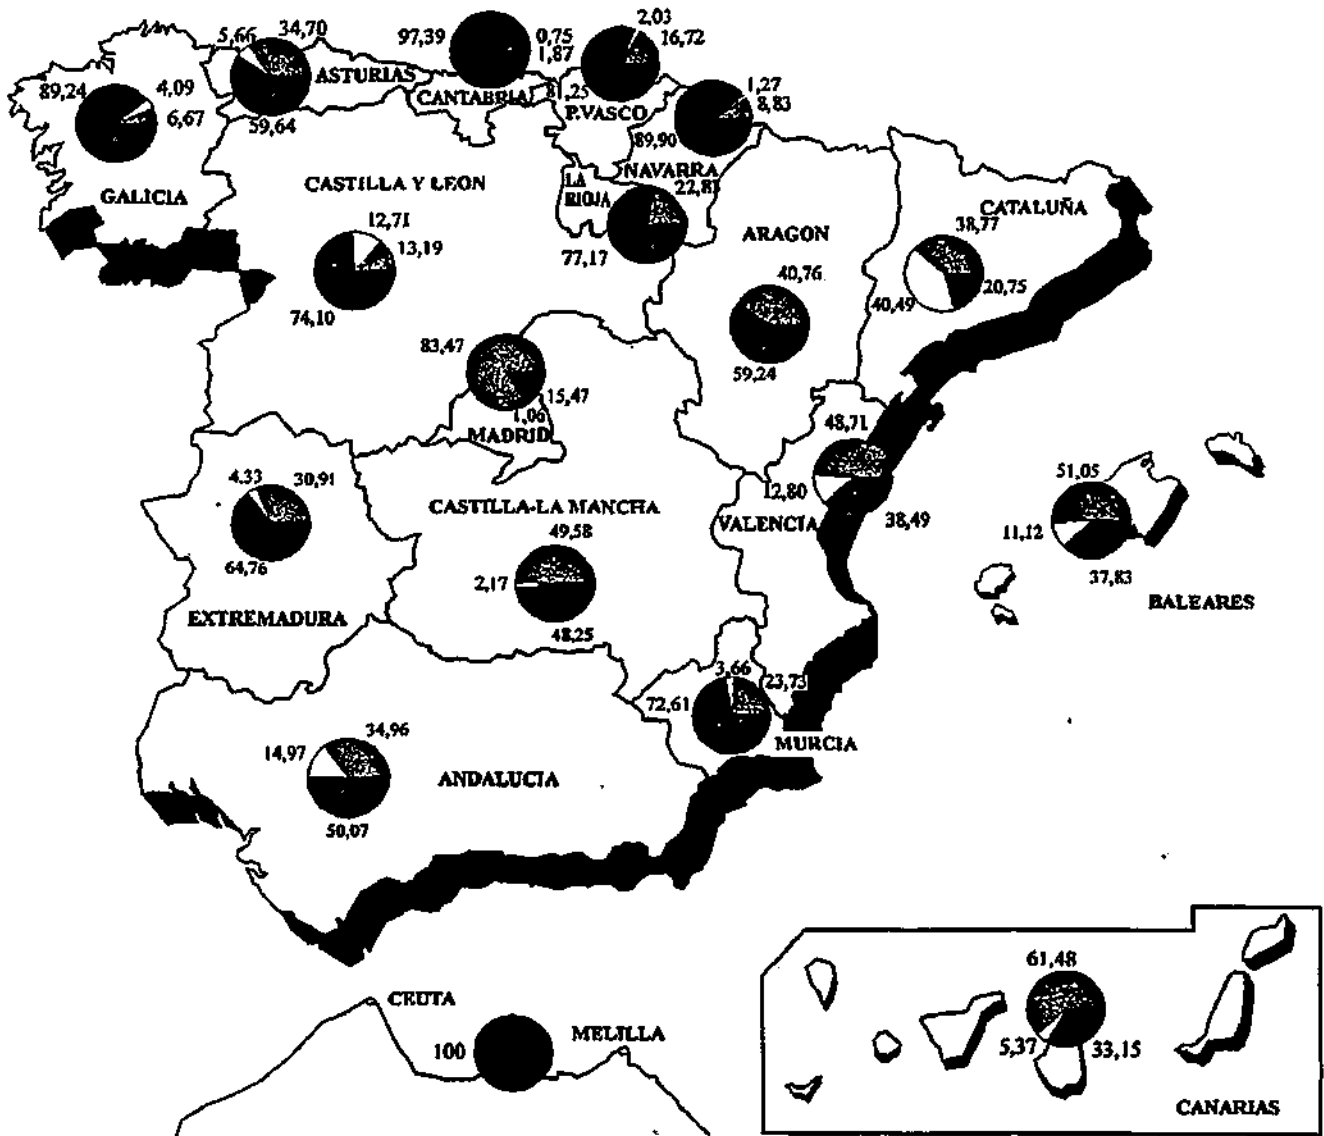 5,66
34,70
97,39
0,75
1,87
2,03
16,72
89,24
4,09
6,67
ASTURIAS
59,64
CANTABRIA
81,25
P.VASCO
1,27
8,83
89,90
NAVARRA
GALICIA
CASTILLA Y LEON
LA
RIOJA
22,83
77,17
12,71
13,19
74,10
ARAGON
40,76
59,24
CATALUÑA
38,77
20,75
40,49
83,47
15,47
1,06
MADRID
4,33
30,91
64,76
EXTREMADURA
CASTILLA-LA MANCHA
49,58
2,17
48,25
48,71
12,80
VALENCIA
38,49
51,05
11,12
37,83
BALEARES
3,66
23,73
72,61
MURCIA
14,97
34,96
ANDALUCIA
50,07
CEUTA
100
MELILLA
61,48
5,37
33,15
CANARIAS